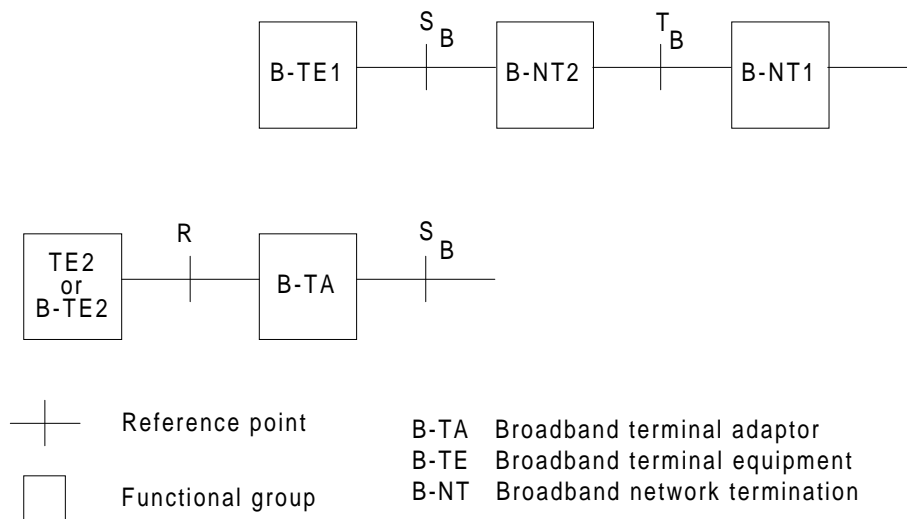 S B
T B
B-TE1
B-NT2
B-NT1
R
S B
TE2
or
B-TE2
B-TA
Reference point
Functional group
B-TA Broadband terminal adaptor
B-TE Broadband terminal equipment
B-NT Broadband network termination